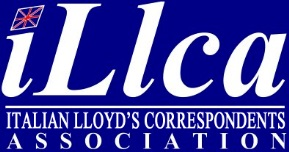 iLlca
ITALIAN LLOYD'S CORRESPONDENTS
ASSOCIATION